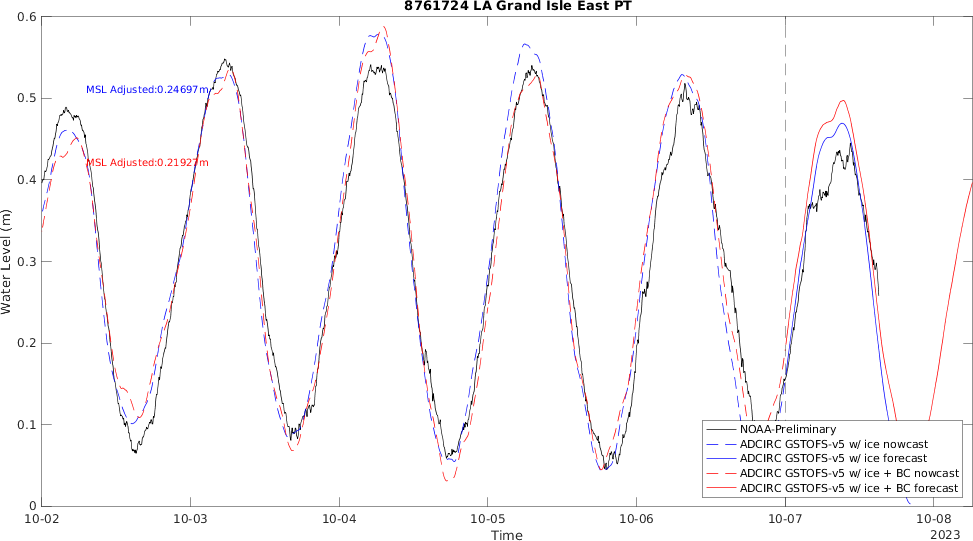 8761724 LA Grand Isle East PT
0.6
0.5
0.4
0.3
0.2
0.1
0
Water Level (m)
MSL Adjusted:0.24697m
MSL Adjusted:0.21927m
NOAA-Preliminary
ADCIRC GSTOFS-v5 w/ ice nowcast
ADCIRC GSTOFS-v5 w/ ice forecast
ADCIRC GSTOFS-v5 w/ ice + BC nowcast
ADCIRC GSTOFS-v5 w/ ice + BC forecast
10-02 10-03 10-04 10-05 10-06 10-07 10-08
Time
2023